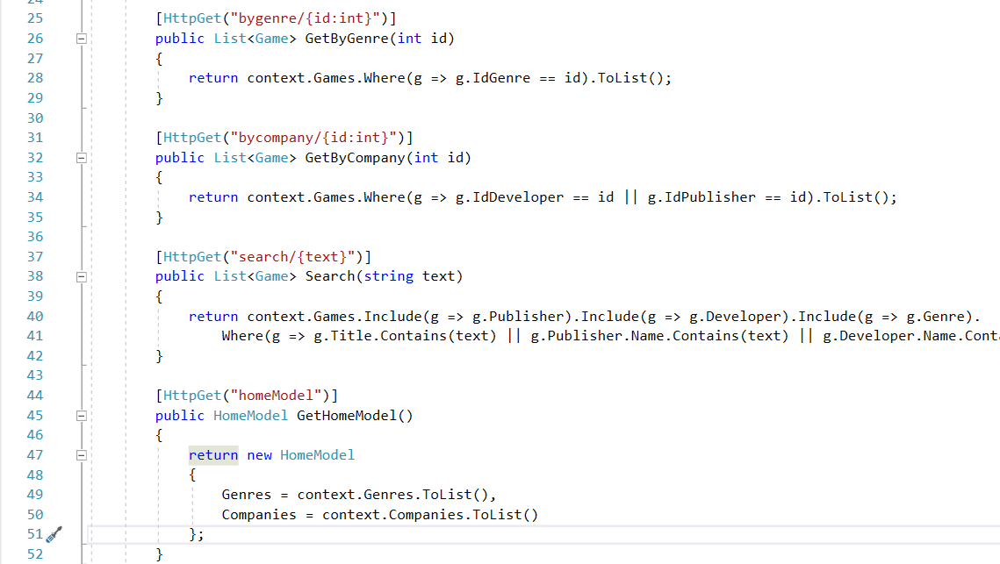 24
25 [HttpGet("bygenre/{id:int}")]
26 public List<Game> GetByGenre(int id)
27 {
28 return context.Games.Where(g => g.IdGenre == id).ToList();
29 }
30
31 [HttpGet("bycompany/{id:int}")]
32 public List<Game> GetByCompany(int id)
33 {
34 return context.Games.Where(g => g.IdDeveloper == id || g.IdPublisher == id).ToList();
35 }
36
37 [HttpGet("search/{text}")]
38 public List<Game> Search(string text)
39 {
40 return context.Games.Include(g => g.Publisher).Include(g => g.Developer).Include(g => g.Genre).
41 Where(g => g.Title.Contains(text) || g.Publisher.Name.Contains(text) || g.Developer.Name.Cont
42 }
43
44 [HttpGet("homeModel")]
45 public HomeModel GetHomeModel()
46 {
47 return new HomeModel
48 {
49 Genres = context.Genres.ToList(),
50 Companies = context.Companies.ToList()
51 };
52 }